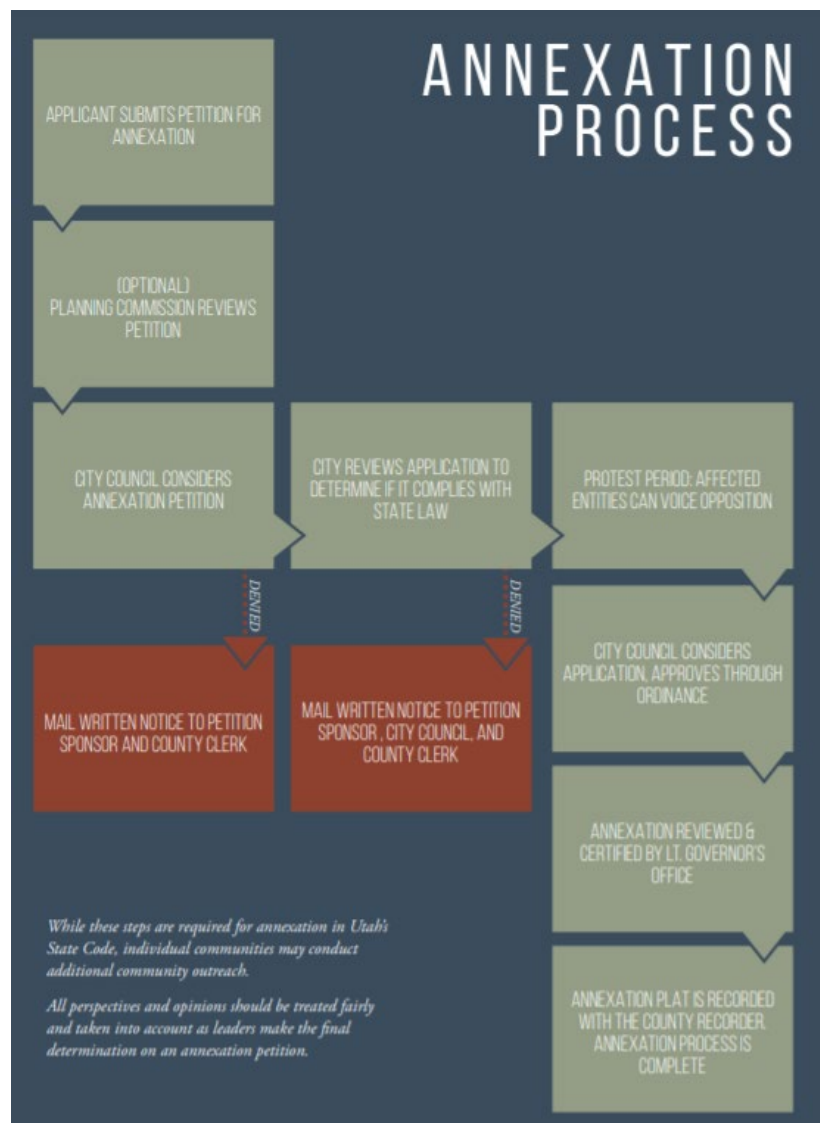 ANNEXATION
PROCESS
APPLICANT SUBMITS PETITION FOR
ANNEXATION
(OPTIONAL)
PLANNING COMMISSION REVIEWS
PETITION
CITY COUNCIL CONSIDERS
ANNEXATION PETITION
CITY REVIEWS APPLICATION TO
DETERMINE IF IT COMPLIES WITH
STATE LAW
PROTEST PERIOD: AFFECTED
ENTITIES CAN VOICE OPPOSITION
DENIED
DENIED
MAIL WRITTEN NOTICE TO PETITION
SPONSOR AND COUNTY CLERK
MAIL WRITTEN NOTICE TO PETITION
SPONSOR , CITY COUNCIL, AND
COUNTY CLERK
CITY COUNCIL CONSIDERS
APPLICATION, APPROVES THROUGH
ORDINANCE
ANNEXATION REVIEWED &
CERTIFIED BY LT. GOVERNOR'S
OFFICE
ANNEXATION PLAT IS RECORDED
WITH THE COUNTY RECORDER,
ANNEXATION PROCESS IS
COMPLETE
While these steps are required for annexation in Utah's
State Code, individual communities may conduct
additional community outreach.
All perspectives and opinions should be treated fairly
and taken into account as leaders make the final
determination on an annexation petition.